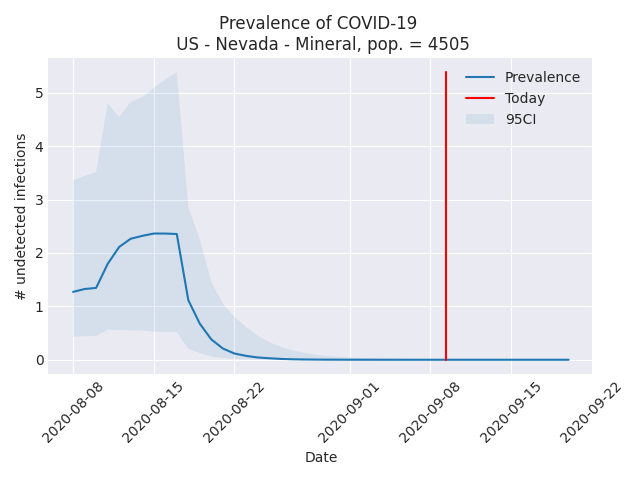 Prevalence of COVID-19
US - Nevada - Mineral, pop. = 4505
Prevalence
Today
95CI
# undetected infections
5
4
3
2
1
0
2020-08-08
2020-08-15
2020-08-22
2020-09-01
2020-09-08
2020-09-15
2020-09-22
Date